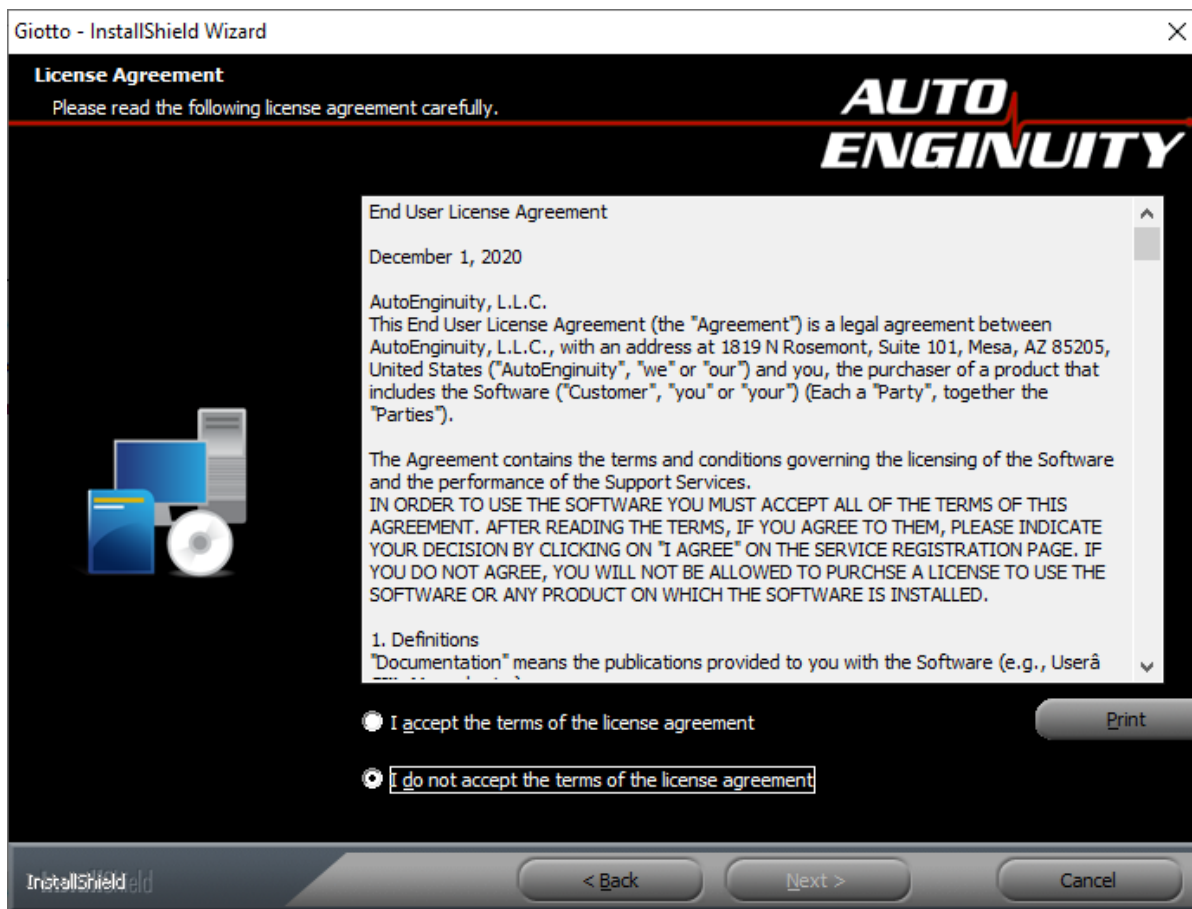 Giotto - InstallShield Wizard
License Agreement
Please read the following license agreement carefully.
AUTO
ENGINUITY
End User License Agreement
December 1, 2020
AutoEnginuity, L.L.C.
This End User License Agreement (the "Agreement") is a legal agreement between
AutoEnginuity, L.L.C., with an address at 1819 N Rosemont, Suite 101, Mesa, AZ 85205,
United States ("AutoEnginuity", "we" or "our") and you, the purchaser of a product that
includes the Software ("Customer", "you" or "your") (Each a "Party", together the
"Parties").
The Agreement contains the terms and conditions governing the licensing of the Software
and the performance of the Support Services.
IN ORDER TO USE THE SOFTWARE YOU MUST ACCEPT ALL OF THE TERMS OF THIS
AGREEMENT. AFTER READING THE TERMS, IF YOU AGREE TO THEM, PLEASE INDICATE
YOUR DECISION BY CLICKING ON "I AGREE" ON THE SERVICE REGISTRATION PAGE. IF
YOU DO NOT AGREE, YOU WILL NOT BE ALLOWED TO PURCHSE A LICENSE TO USE THE
SOFTWARE OR ANY PRODUCT ON WHICH THE SOFTWARE IS INSTALLED.
1. Definitions
"Documentation" means the publications provided to you with the Software (e.g., Userâ
I accept the terms of the license agreement
Print
I do not accept the terms of the license agreement
InstallShield
< Back
Next >
Cancel